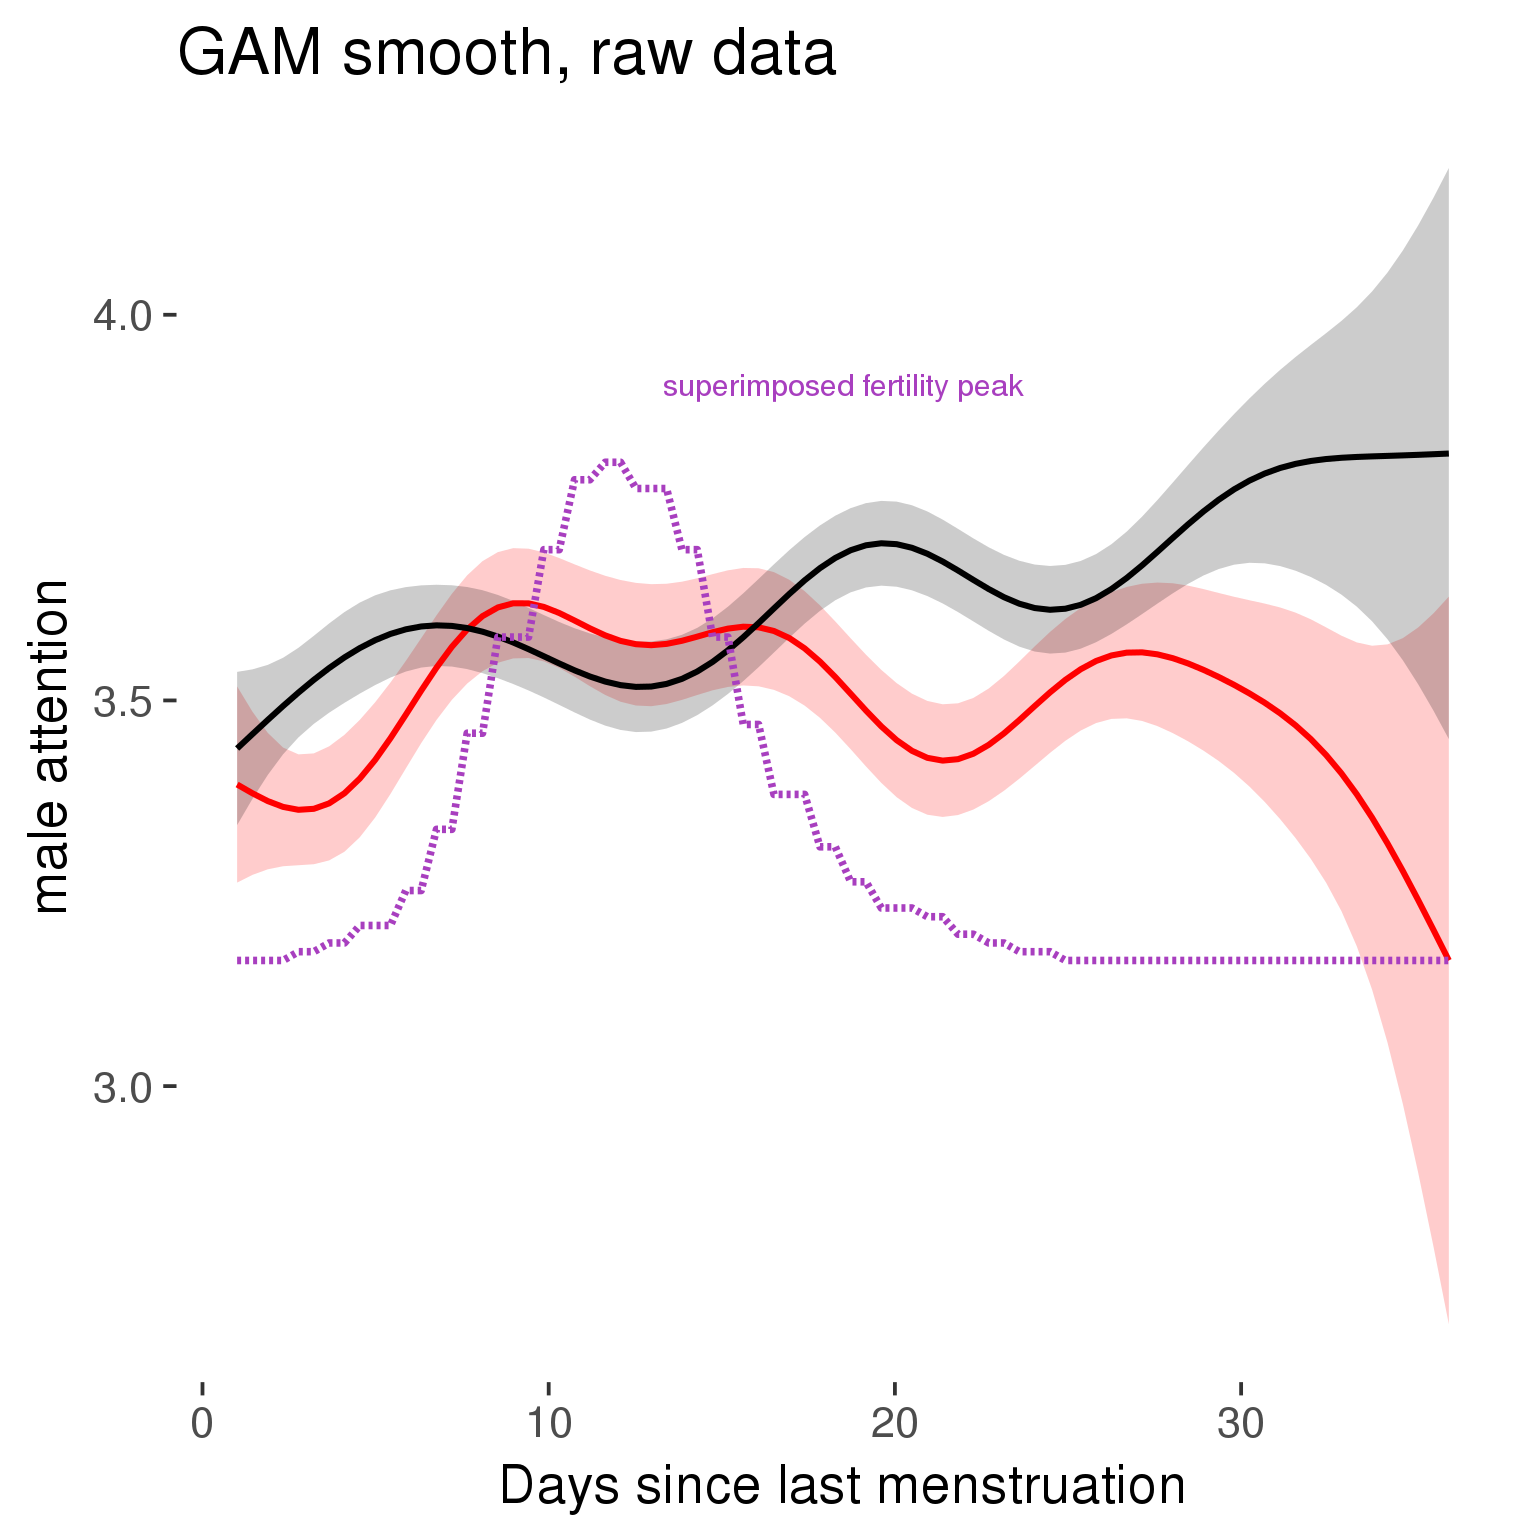 GAM smooth, raw data
superimposed fertility peak
male attention
4.0
3.5
3.0
0 10 20 30
Days since last menstruation